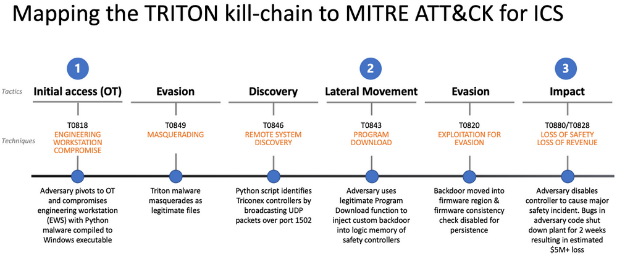 Mapping the TRITON kill-chain to MITRE ATT&CK for ICS
1
2
3
Tactics
Initial access (OT)
Evasion
Discovery
Lateral Movement
Evasion
Impact
Techniques
T0818
ENGINEERING
WORKSTATION
COMPROMISE
T0849
MASQUERADING
T0846
REMOTE SYSTEM
DISCOVERY
T0843
PROGRAM
DOWNLOAD
T0820
EXPLOITATION FOR
EVASION
T0880/T0828
LOSS OF SAFETY
LOSS OF REVENUE
Adversary pivots to OT
and compromises
engineering workstation
(EWS) with Python
malware compiled to
Windows executable
Triton malware
masquerades as
legitimate files
Python script identifies
Triconex controllers by
broadcasting UDP
packets over port 1502
Adversary uses
legitimate Program
Download function to
inject custom backdoor
into logic memory of
safety controllers
Backdoor moved into
firmware region &
firmware consistency
check disabled for
persistence
Adversary disables
controller to cause major
safety incident. Bugs in
adversary code shut
down plant for 2 weeks
resulting in estimated
$5M+ loss